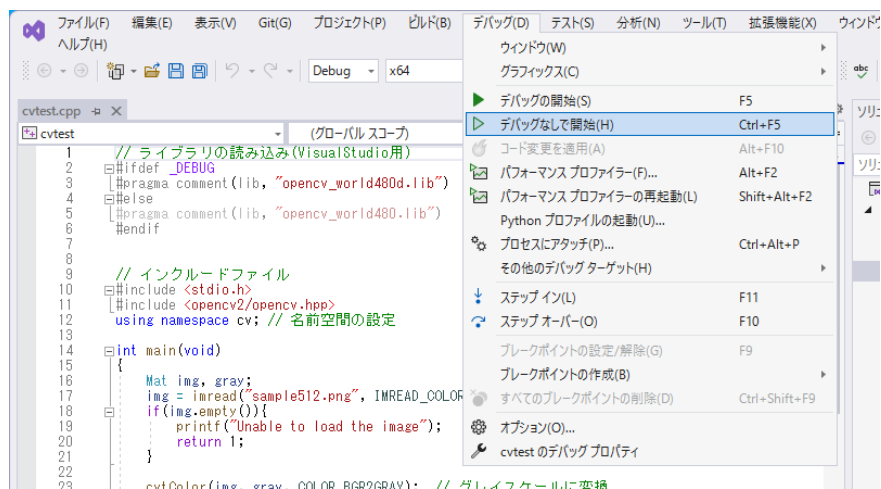 ファイル(F) 編集(E) 表示(V) Git(G) プロジェクト(P) ビルド(B) デバッグ(D) テスト(S) 分析(N) ツール(T) 拡張機能(X) ウィンドウ
ヘルプ(H)
Debug x64
abc
cvtest.cpp
cvtest (グローバル スコープ)
ウィンドウ(W)
グラフィックス(C)
デバッグの開始(S) F5
デバッグなしで開始(H) Ctrl+F5
コード変更を適用(A) Alt+F10
パフォーマンス プロファイラー(F)... Alt+F2
パフォーマンス プロファイラーの再起動(L) Shift+Alt+F2
Python プロファイルの起動(U)...
プロセスにアタッチ(P)... Ctrl+Alt+P
その他のデバッグ ターゲット(H)
ステップ イン(L) F11
ステップ オーバー(O) F10
ブレークポイントの設定/解除(G) F9
ブレークポイントの作成(B)
すべてのブレークポイントの削除(D) Ctrl+Shift+F9
オプション(O)...
cvtest のデバッグ プロパティ
1 // ライブラリの読み込み(VisualStudio用)
2 #ifdef _DEBUG
3 #pragma comment(lib, "opencv_world480d.lib")
4 #else
5 #pragma comment(lib, "opencv_world480.lib")
6 #endif
7
8
9 // インクルードファイル
10 #include <stdio.h>
11 #include <opencv2/opencv.hpp>
12 using namespace cv; // 名前空間の設定
13
14 int main(void)
15 {
16 Mat img, gray;
17 img = imread("sample512.png", IMREAD_COLOR
18 if(img.empty()){
19 printf("Unable to load the image");
20 return 1;
21 }
22
23 cvtColor(img, gray, COLOR_BGR2GRAY); // グレイスケールに変換